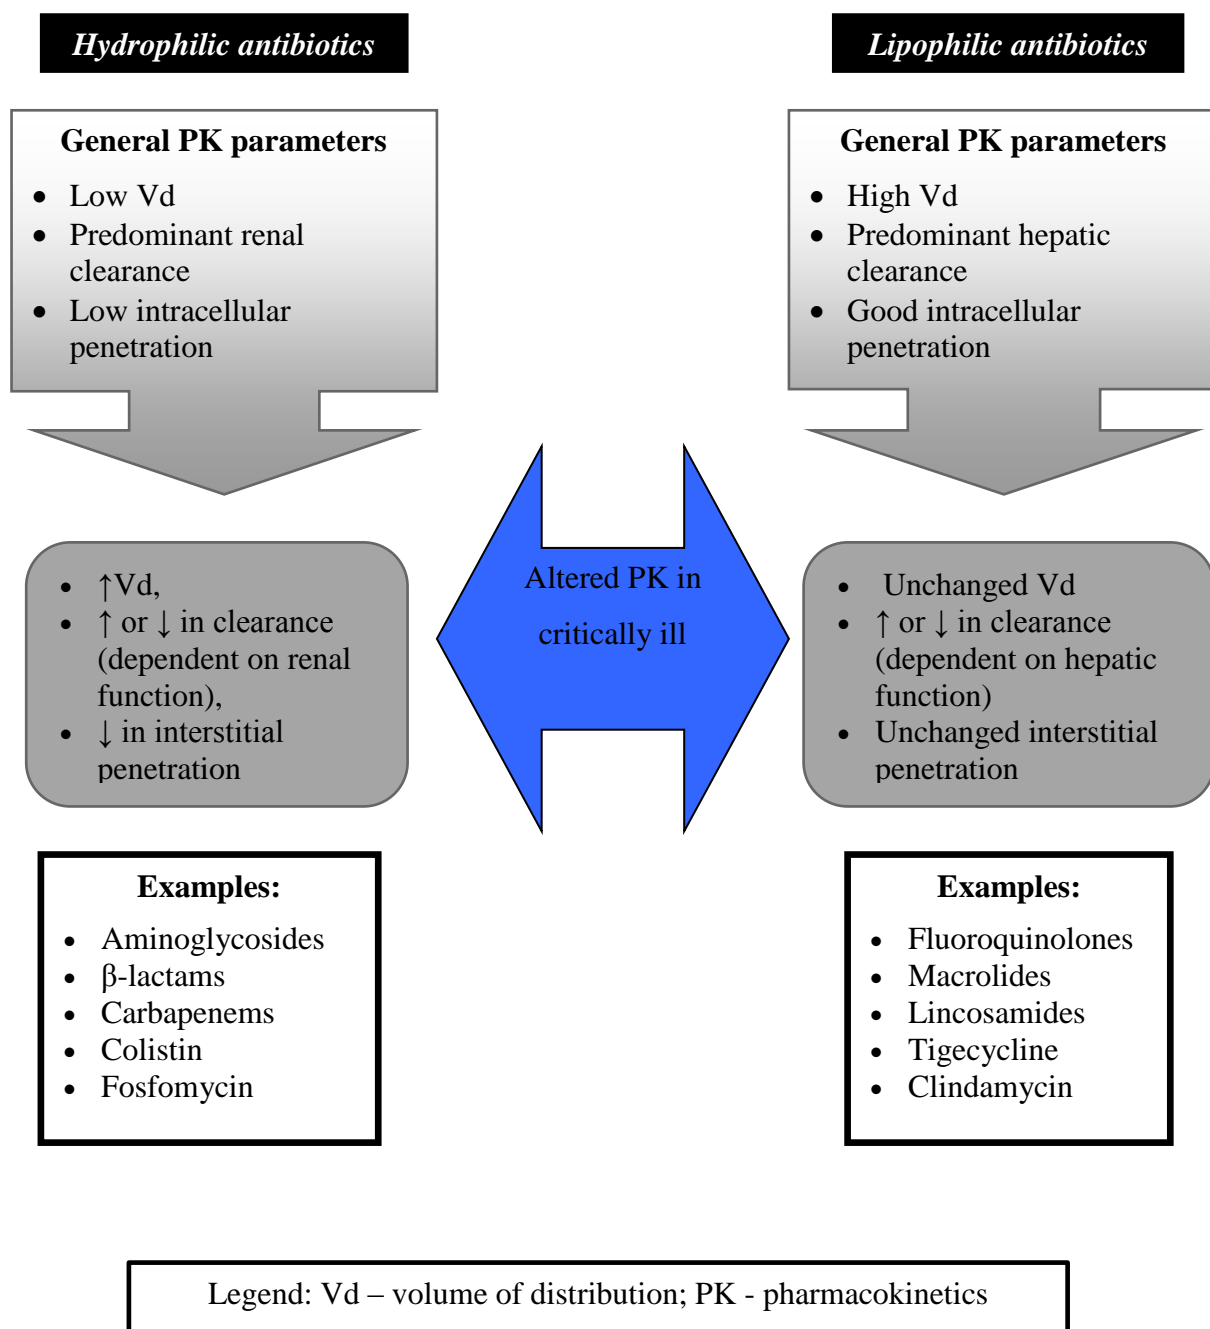 Hydrophilic antibiotics
General PK parameters
• Low Vd
• Predominant renal
clearance
• Low intracellular
penetration
• ↑Vd,
• ↑ or ↓ in clearance
(dependent on renal
function),
• ↓ in interstitial
penetration
Examples:
• Aminoglycosides
• β-lactams
• Carbapenems
• Colistin
• Fosfomycin
Altered PK in
critically ill
Lipophilic antibiotics
General PK parameters
• High Vd
• Predominant hepatic
clearance
• Good intracellular
penetration
• Unchanged Vd
• ↑ or ↓ in clearance
(dependent on hepatic
function)
• Unchanged interstitial
penetration
Examples:
• Fluoroquinolones
• Macrolides
• Lincosamides
• Tigecycline
• Clindamycin
Legend: Vd – volume of distribution; PK - pharmacokinetics